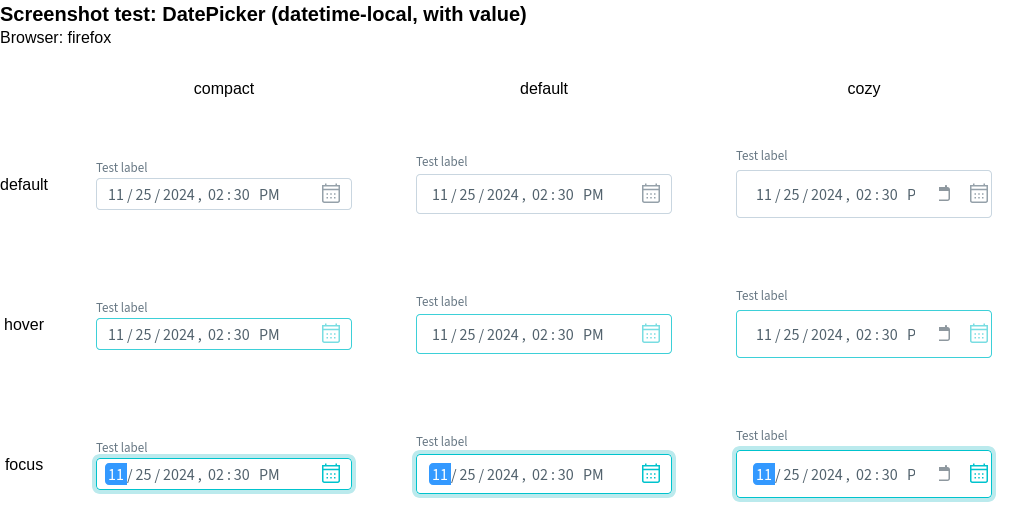 Screenshot test: DatePicker (datetime-local, with value)
Browser: firefox
compact default cozy
Test label Test label Test label
default 11/25/2024, 02:30 PM 11/25/2024, 02:30 PM 11/25/2024, 02:30 P
Test label Test label Test label
hover 11/25/2024, 02:30 PM 11/25/2024, 02:30 PM 11/25/2024, 02:30 P
Test label Test label Test label
focus 11/25/2024, 02:30 PM 11/25/2024, 02:30 PM 11/25/2024, 02:30 P